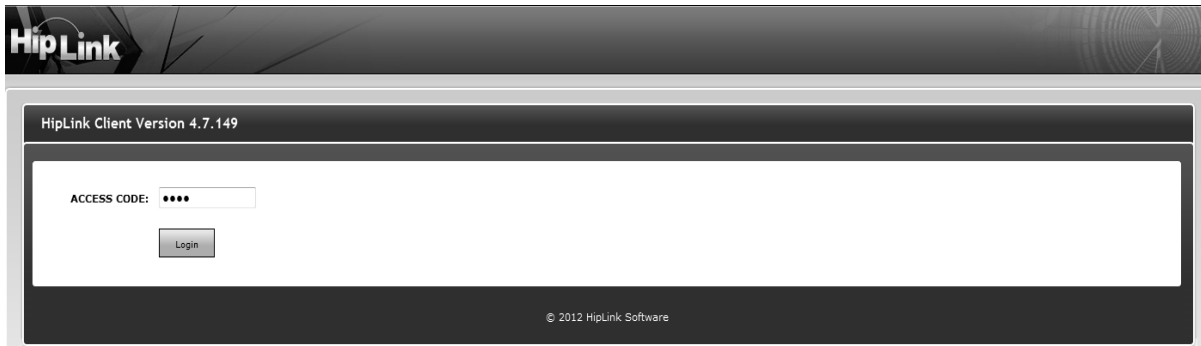 HipLink
HipLink Client Version 4.7.149
ACCESS CODE: ••••
Login
© 2012 HipLink Software